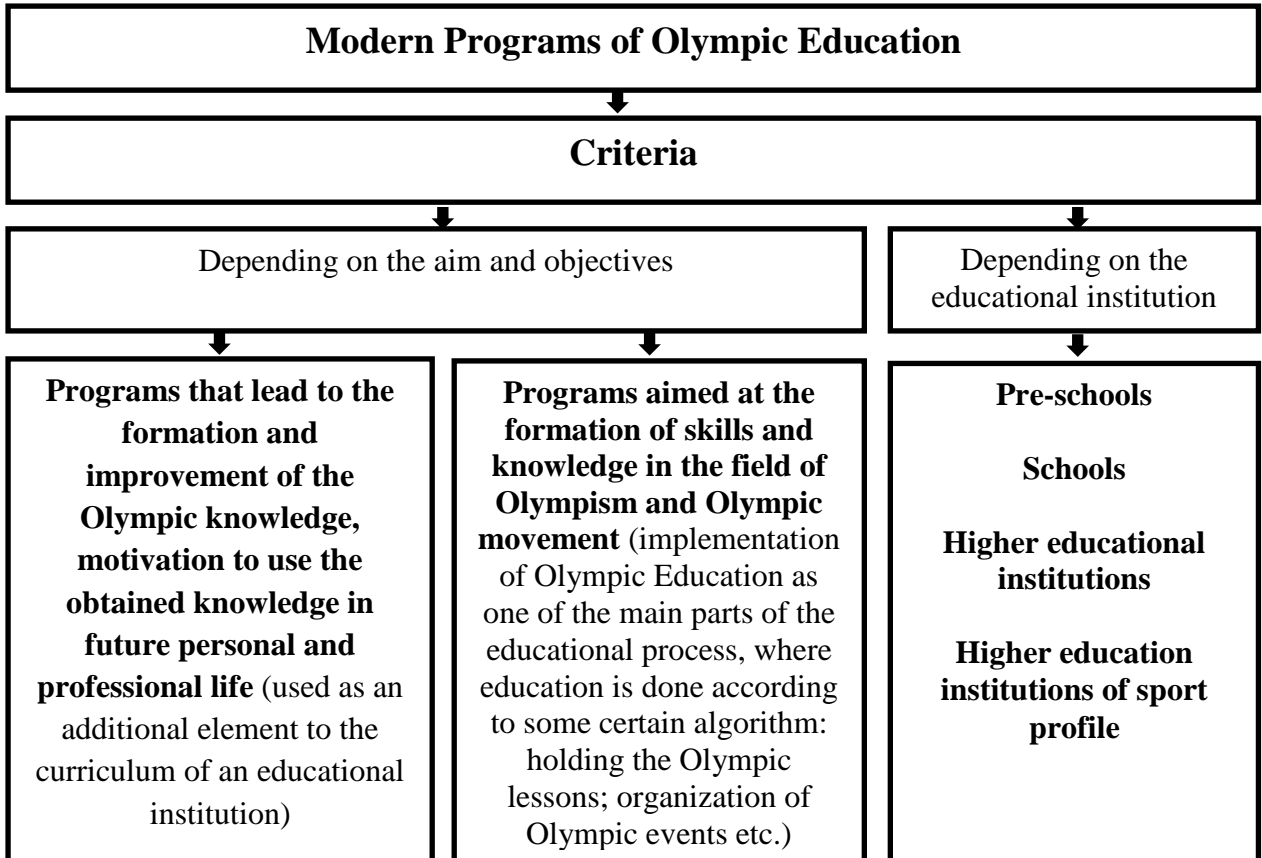 Modern Programs of Olympic Education
Criteria
Depending on the aim and objectives
Depending on the
educational institution
Programs that lead to the
formation and
improvement of the
Olympic knowledge,
motivation to use the
obtained knowledge in
future personal and
professional life (used as an
additional element to the
curriculum of an educational
institution)
Programs aimed at the
formation of skills and
knowledge in the field of
Olympism and Olympic
movement (implementation
of Olympic Education as
one of the main parts of the
educational process, where
education is done according
to some certain algorithm:
holding the Olympic
lessons; organization of
Olympic events etc.)
Pre-schools
Schools
Higher educational
institutions
Higher education
institutions of sport
profile